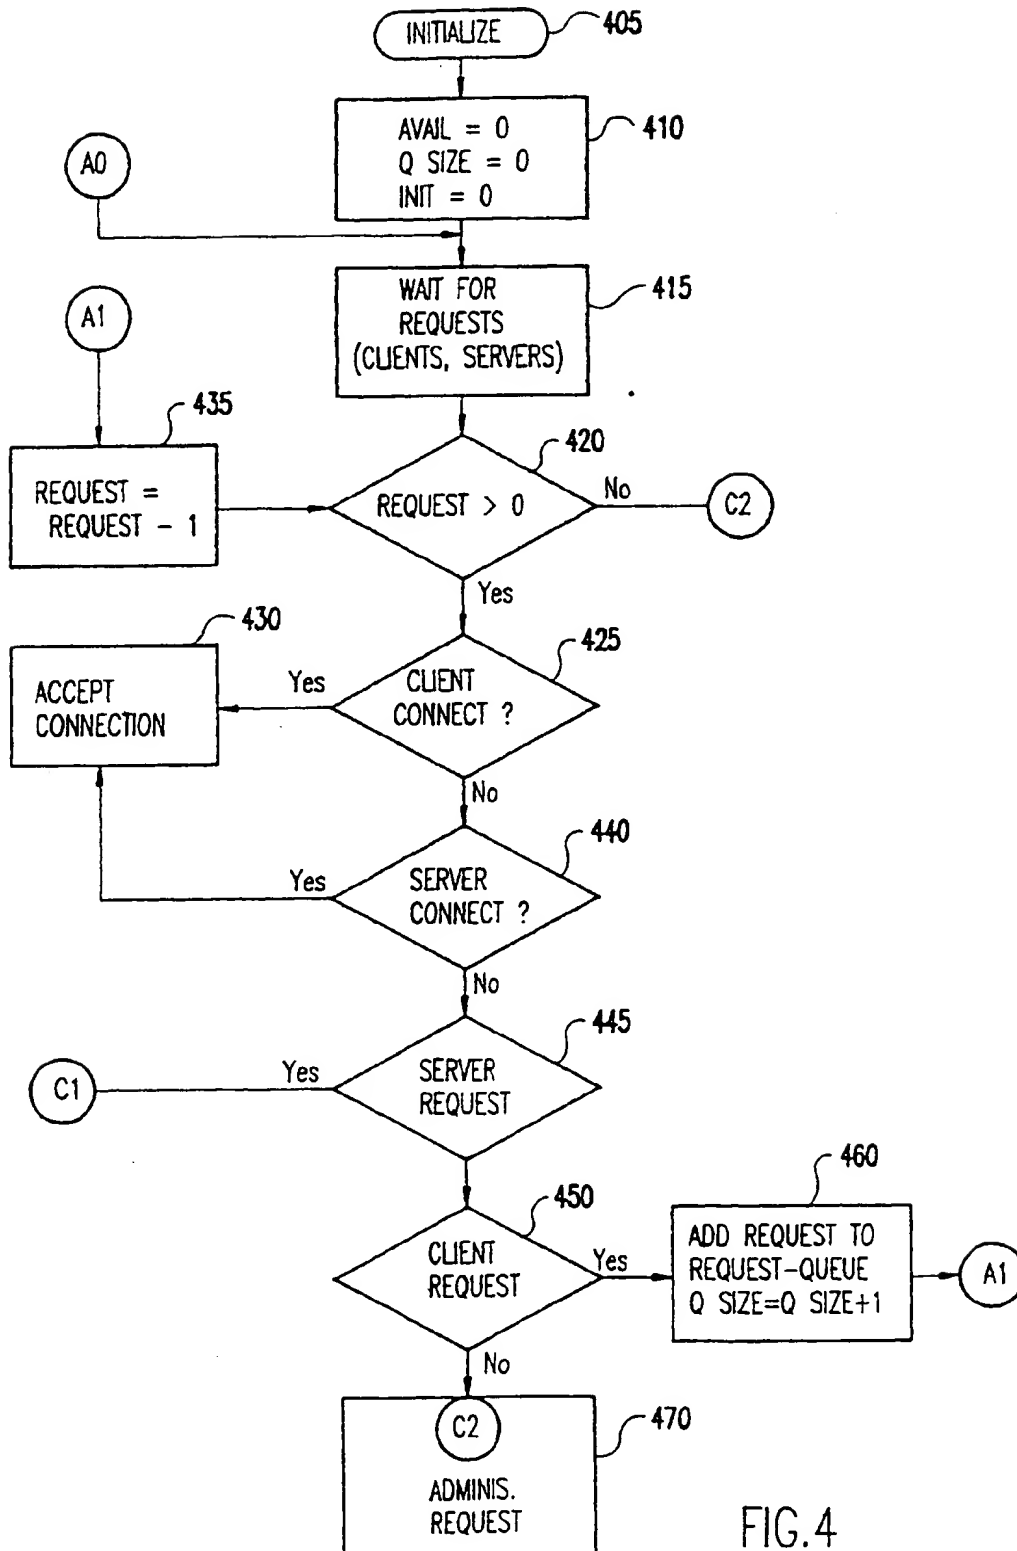 INITIALIZE
405
AVAIL = 0
Q SIZE = 0
INIT = 0
410
A0
WAIT FOR
REQUESTS
(CLIENTS, SERVERS)
415
A1
435
REQUEST =
REQUEST - 1
420
REQUEST > 0
No
C2
Yes
430
ACCEPT
CONNECTION
425
Yes
CLIENT
CONNECT ?
No
440
Yes
SERVER
CONNECT ?
No
445
C1
Yes
SERVER
REQUEST
450
CLIENT
REQUEST
Yes
460
ADD REQUEST TO
REQUEST-QUEUE
Q SIZE=Q SIZE+1
A1
No
C2
470
ADMINIS.
REQUEST
FIG.4